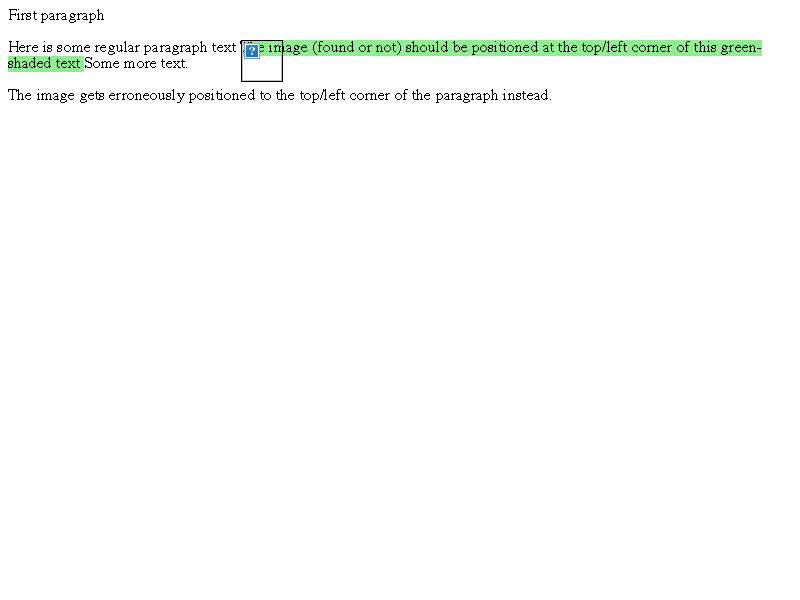 First paragraph
Here is some regular paragraph text The image (found or not) should be positioned at the top/left corner of this green-
shaded text Some more text.
The image gets erroneously positioned to the top/left corner of the paragraph instead.